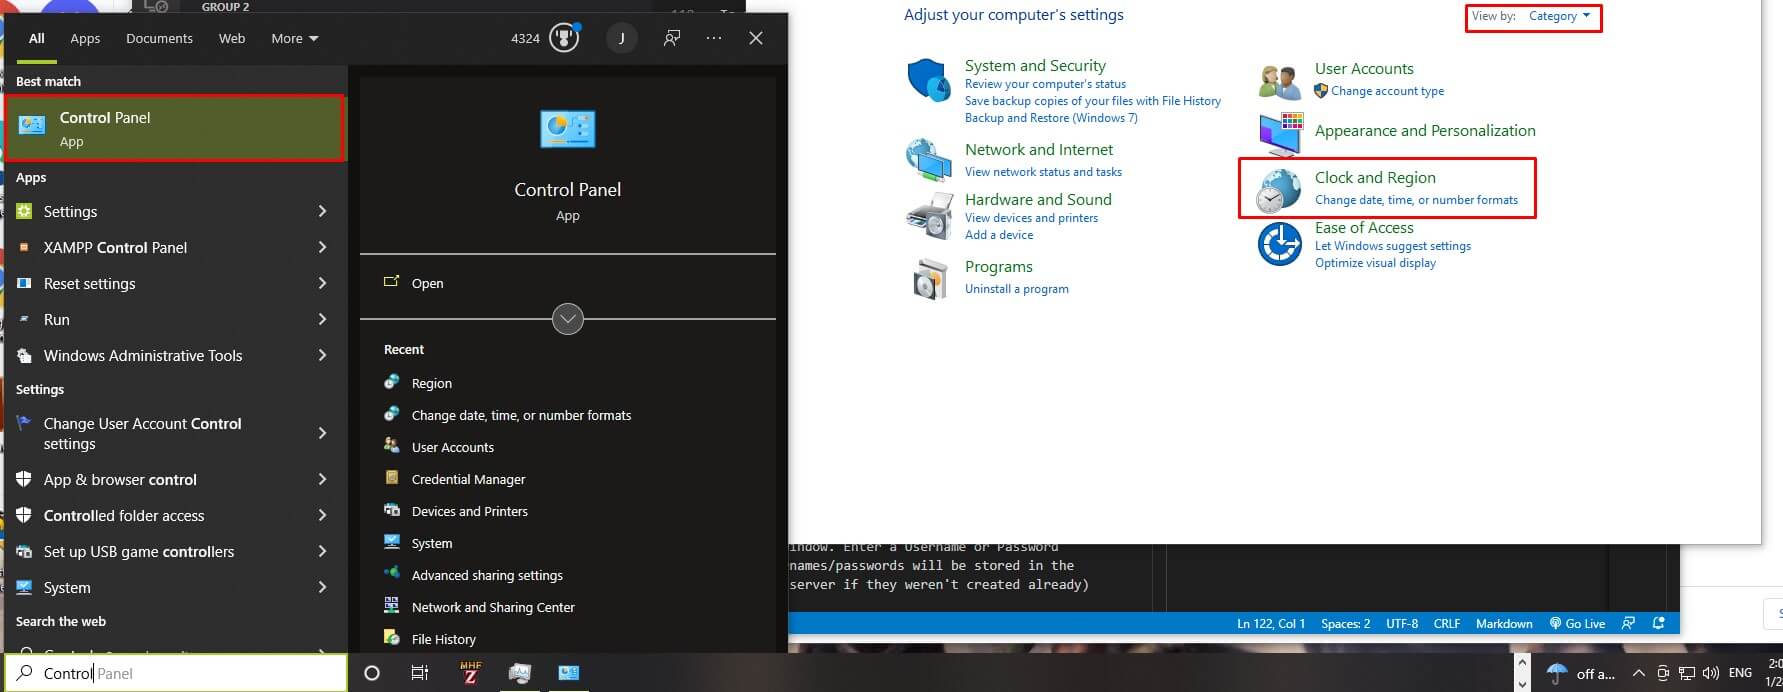 GROUP 2
All
Apps
Documents
Web
More
4324
J
Best match
Control Panel
App
Apps
Settings
XAMPP Control Panel
Reset settings
Run
Windows Administrative Tools
Settings
Change User Account Control
settings
App & browser control
Controlled folder access
Set up USB game controllers
System
Search the web
Control Panel
Control Panel
App
Open
Recent
Region
Change date, time, or number formats
User Accounts
Credential Manager
Devices and Printers
System
Advanced sharing settings
Network and Sharing Center
File History
Adjust your computer's settings
View by: Category
System and Security
Review your computer's status
Save backup copies of your files with File History
Backup and Restore (Windows 7)
Network and Internet
View network status and tasks
Hardware and Sound
View devices and printers
Add a device
Programs
Uninstall a program
User Accounts
Change account type
Appearance and Personalization
Clock and Region
Change date, time, or number formats
Ease of Access
Let Windows suggest settings
Optimize visual display
indow. Enter a Username or Password
names/passwords will be stored in the
server if they weren't created already)
Ln 122, Col 1
Spaces: 2
UTF-8
CRLF
Markdown
Go Live
MHF
Z
off a...
ENG
2:0
1/2